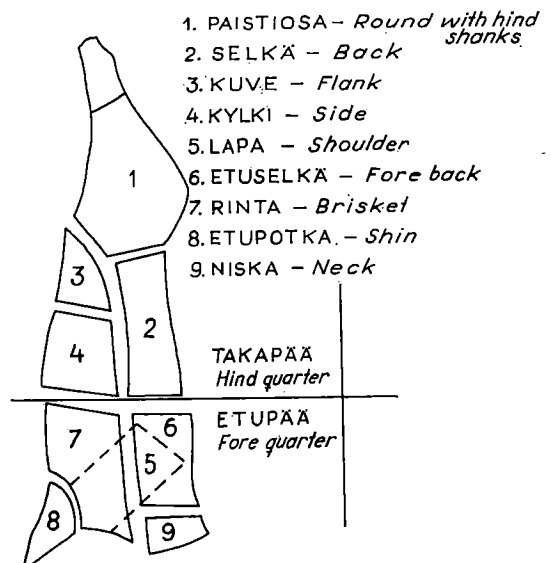 1. PAISTIOSA – Round with hind
shanks
2. SELKÄ – Back
3. KUVE – Flank
4. KYLKI – Side
5. LAPA – Shoulder
6. ETUSELKÄ – Fore back
7. RINTA – Brisket
8. ETUPOTKA. – Shin
9. NISKA – Neck
1
3
2
4
TAKAPÄÄ
Hind quarter
ETUPÄÄ
Fore quarter
7
6
5
8
9